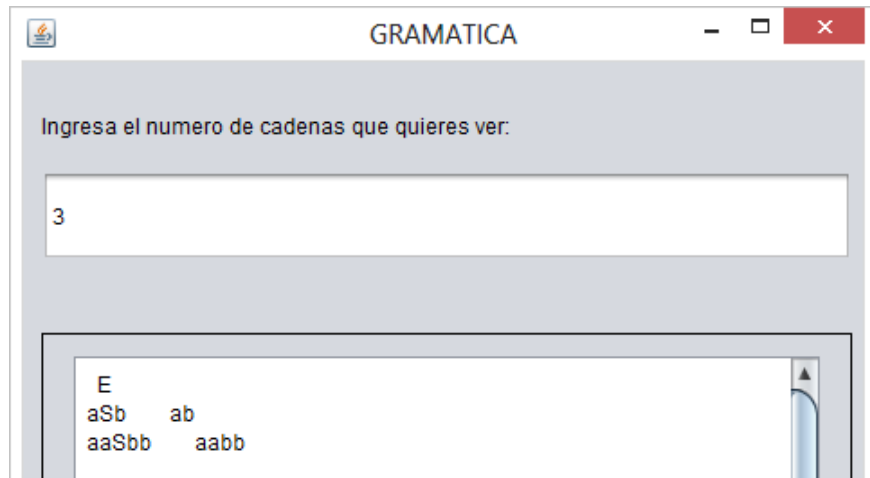 GRAMATICA
Ingresa el numero de cadenas que quieres ver:
3
E
aSb ab
aaSbb aabb